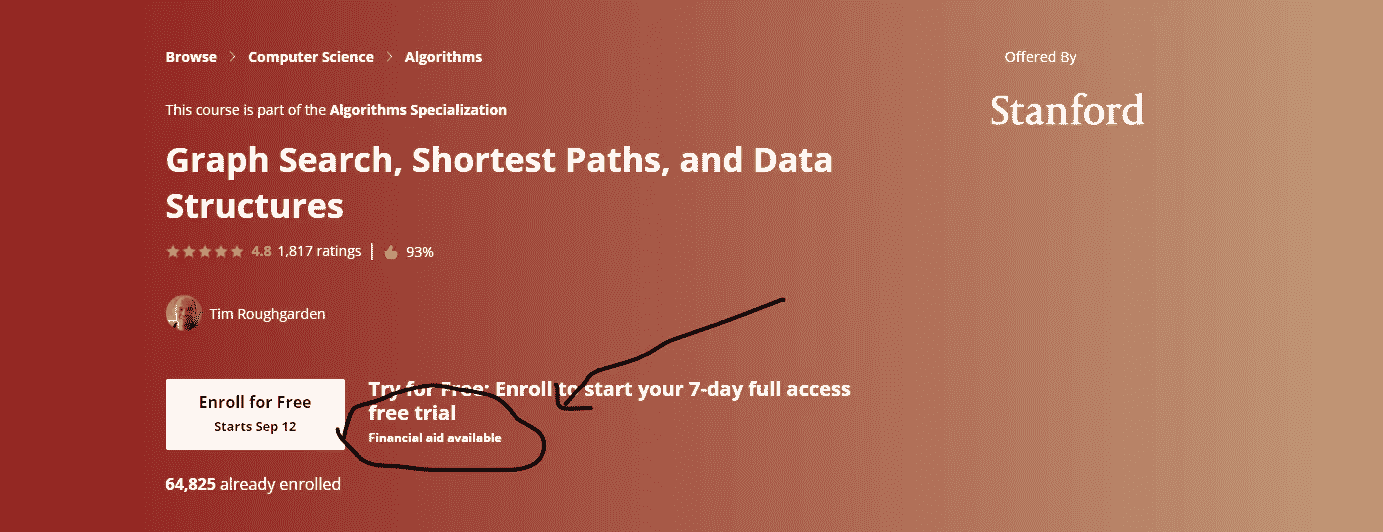 Browse > Computer Science > Algorithms
Offered By
Stanford
This course is part of the Algorithms Specialization
Graph Search, Shortest Paths, and Data
Structures
4.8 1,817 ratings | 93%
Tim Roughgarden
Enroll for Free
Starts Sep 12
Try for Free: Enroll to start your 7-day full access
free trial
Financial aid available
64,825 already enrolled